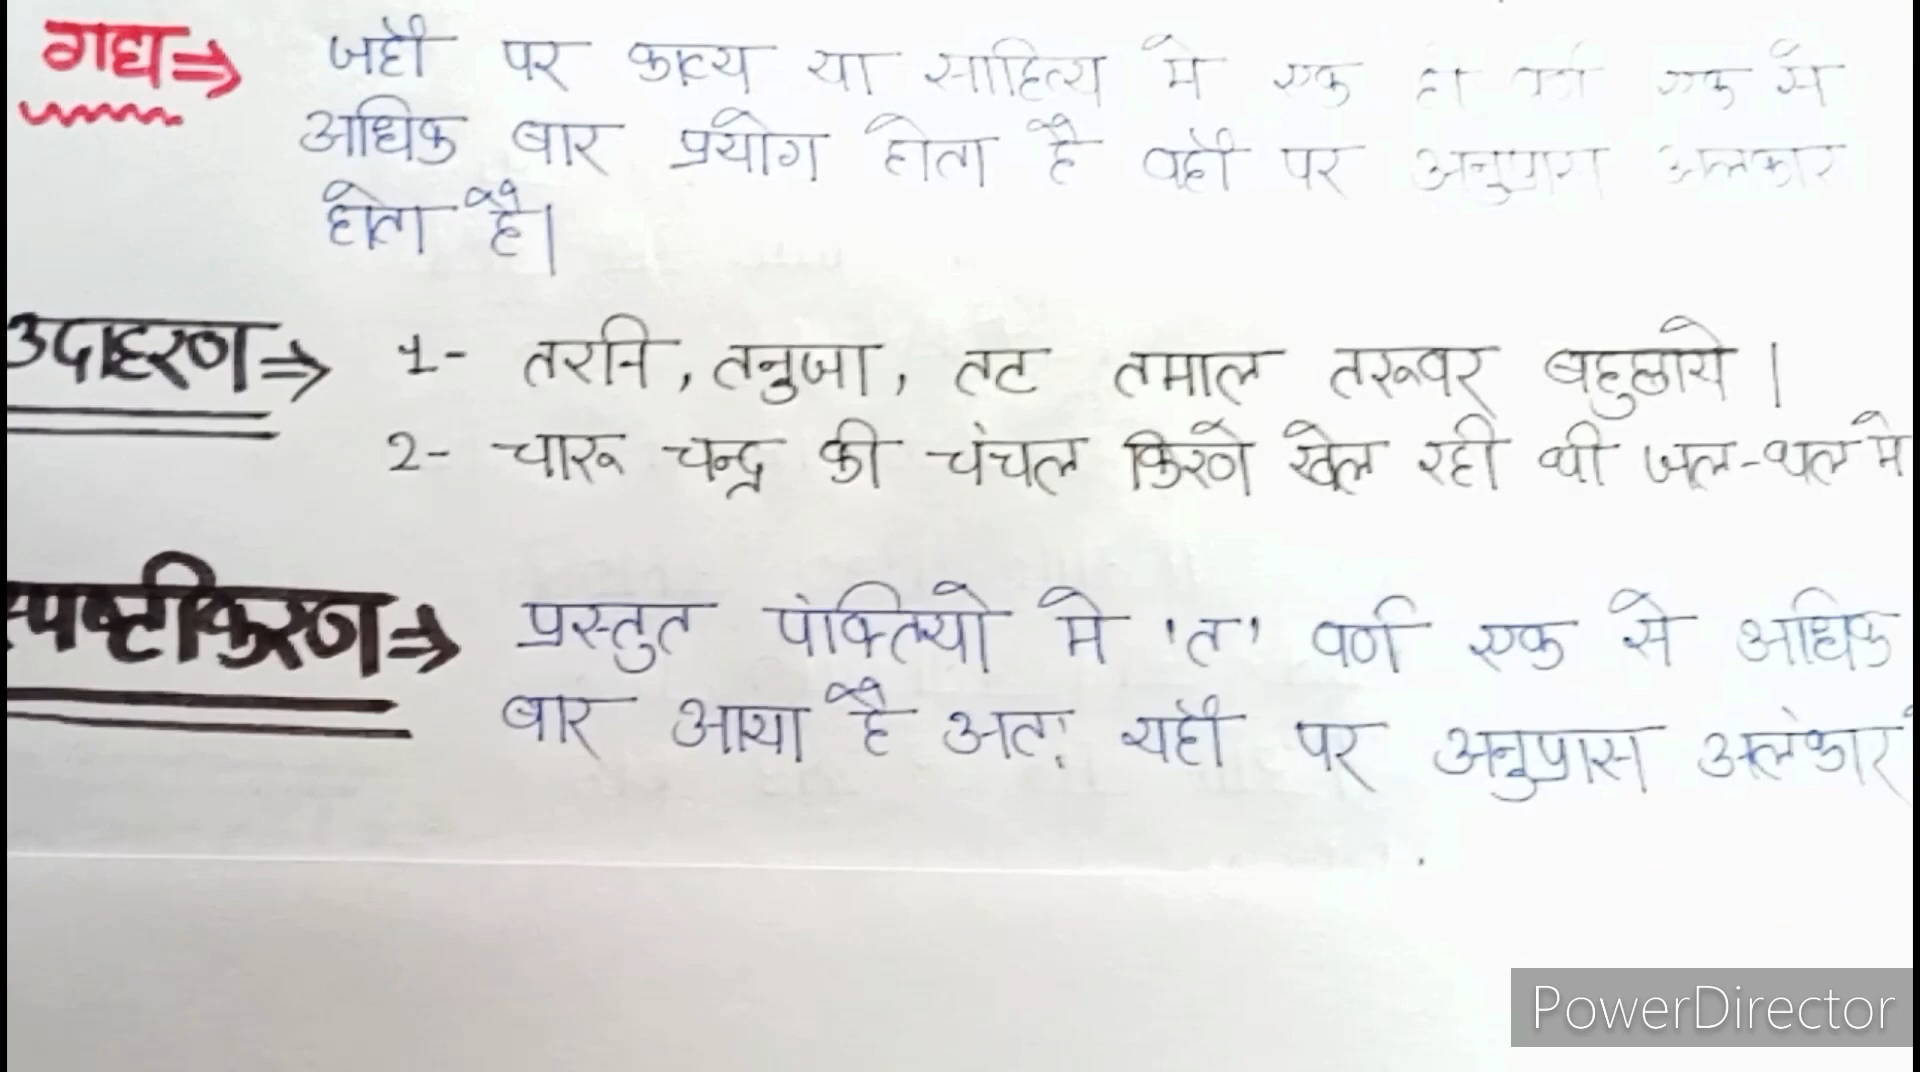 गद्य⇒ जहाँ पर काव्य या साहित्य मे एक ही वर्ण एक से
अधिक बार प्रयोग होता है वहाँ पर अनुप्रास अलंकार
होता है।
उदाहरण⇒ 1- तरनि, तनुजा, तट तमाल तरूवर बहुछाये।
2- चारू चन्द्र की चंचल किरणे खेल रही थी जल-थल मे
स्पष्टीकरण⇒ प्रस्तुत पंक्तियो मे 'त' वर्ण एक से अधिक
बार आया है अतः यहाँ पर अनुप्रास अलंकार
PowerDirector